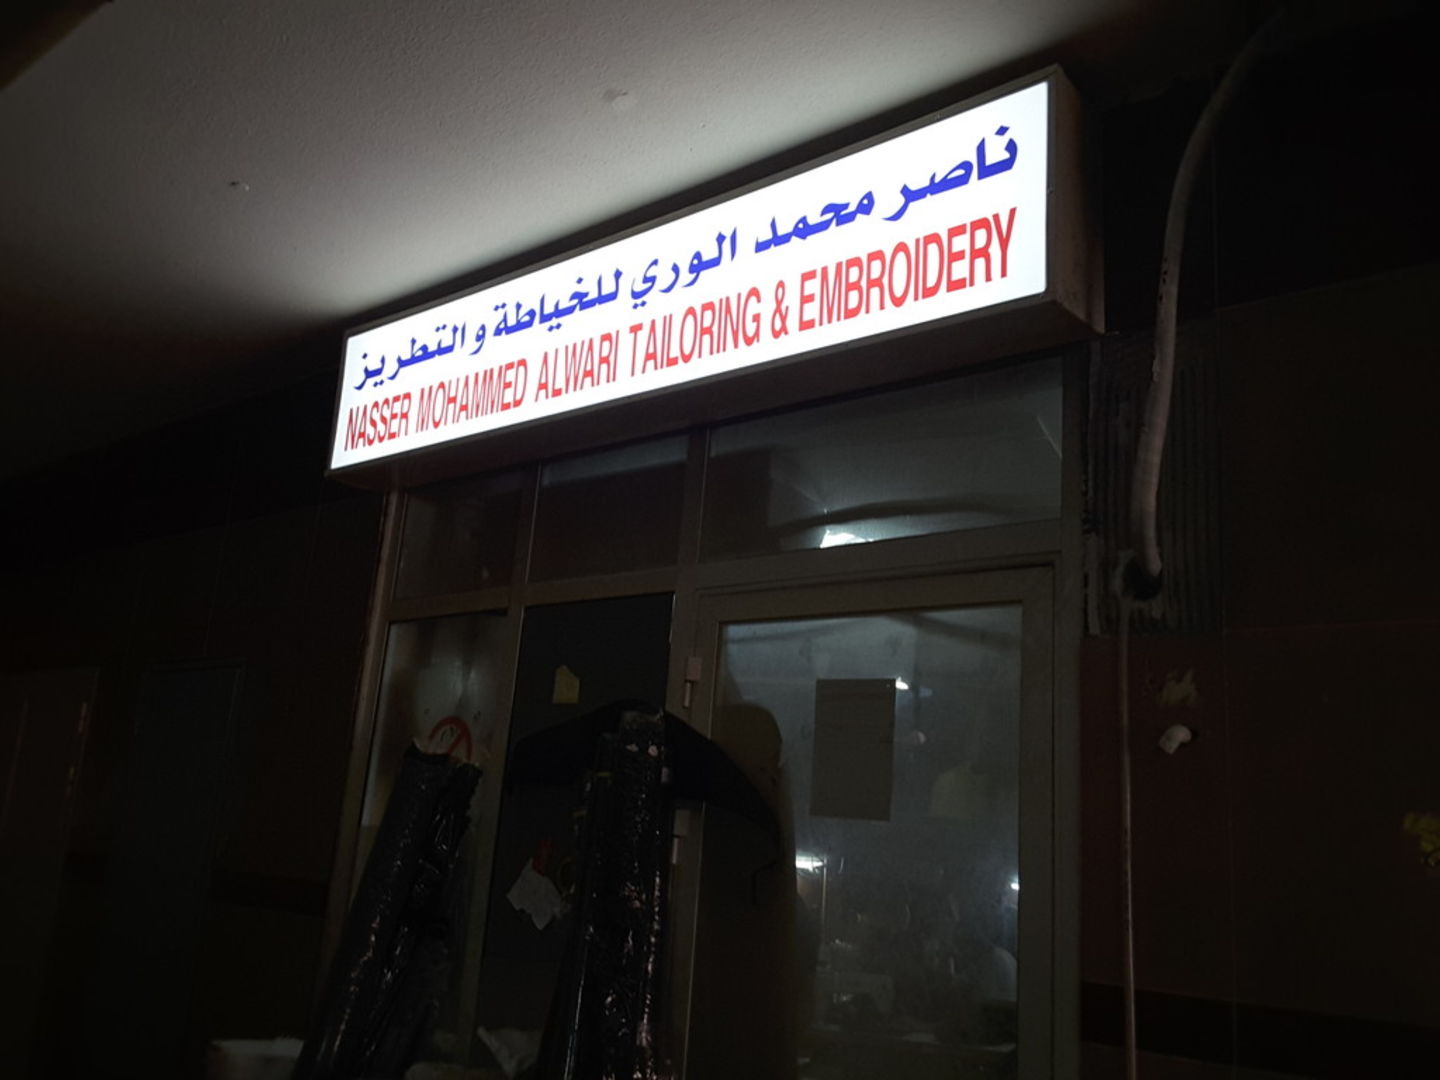 ناصر محمد الوري للخياطة و التطريز
NASSER MOHAMMED ALWARI TAILORING & EMBROIDERY